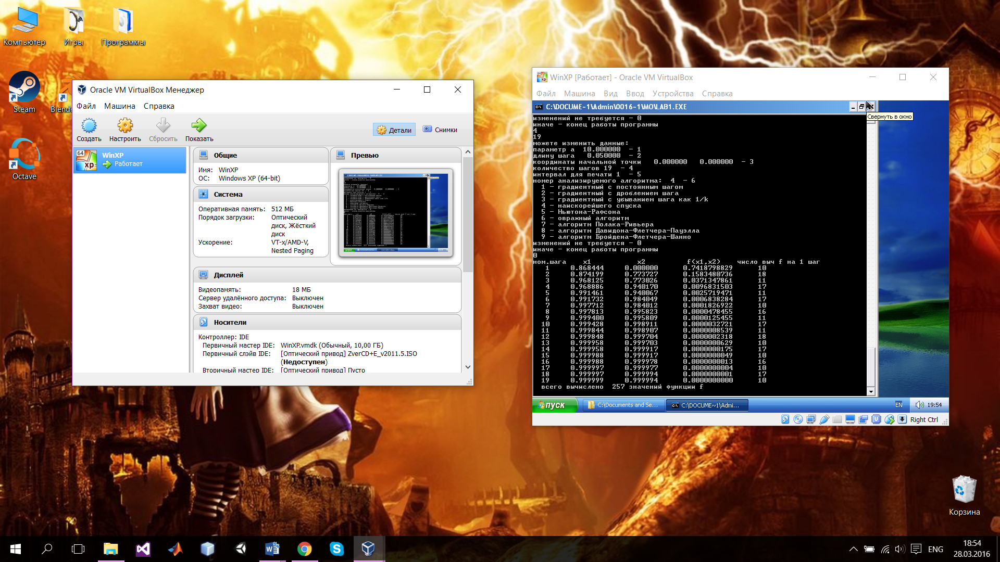 Компьютер
Игры
Программы
Steam
Blende
Octave
Oracle VM VirtualBox Менеджер
Файл Машина Справка
Создать Настроить Сбросить Показать
Детали Снимки
64
xp
WinXP
Работает
Общие
Имя: WinXP
ОС: Windows XP (64-bit)
Система
Оперативная память: 512 МБ
Порядок загрузки: Оптический
диск, Жёсткий
диск
Ускорение: VT-x/AMD-V,
Nested Paging
Превью
Дисплей
Видеопамять: 18 МБ
Сервер удалённого доступа: Выключен
Захват видео: Выключен
Носители
Контроллер: IDE
Первичный мастер IDE: WinXP.vmdk (Обычный, 10,00 ГБ)
Первичный слэйв IDE: [Оптический привод] ZverCD+E_v2011.5.ISO
(Недоступен)
Вторичный мастер IDE: [Оптический привод] Пусто
WinXP [Работает] - Oracle VM VirtualBox
Файл Машина Вид Ввод Устройства Справка
C:\DOCUME~1\Admin\0016~1\MO\LAB1.EXE
Свернуть в окно
изменений не требуется - 0
иначе - конец работы программы
4
19
можете изменить данные:
параметр а 10.000000 - 1
длину шага 0.050000 - 2
координаты начальной точки 0.000000 0.000000 - 3
количество шагов 19 - 4
интервал для печати 1 - 5
номер анализируемого алгоритма: 4 - 6
1 - градиентный с постоянным шагом
2 - градиентный с дроблением шага
3 - градиентный с убыванием шага как 1/k
4 - наискорейшего спуска
5 - Ньютона-Рафсона
6 - овражный алгоритм
7 - алгоритм Полака-Ривьера
8 - алгоритм Давидона-Флетчера-Пауэлла
9 - алгоритм Бройдена-Флетчера-Шанно
изменений не требуется - 0
иначе - конец работы программы
0
ном.шага x1 x2 f(x1,x2) число выч f на 1 шаг
1 0.868444 0.000000 0.7418798829 10
2 0.874199 0.773727 0.1583480736 18
3 0.968125 0.773026 0.0371347861 11
4 0.968886 0.940170 0.0096831503 17
5 0.991461 0.940067 0.0025719471 11
6 0.991732 0.984049 0.0006838284 17
7 0.997712 0.984012 0.0001826922 10
8 0.997813 0.995823 0.0000478455 16
9 0.999400 0.995809 0.0000125455 11
10 0.999428 0.998911 0.0000032721 17
11 0.999844 0.998907 0.0000008539 11
12 0.999848 0.999704 0.0000002318 18
13 0.999958 0.999703 0.0000000629 10
14 0.999958 0.999917 0.0000000175 17
15 0.999988 0.999917 0.0000000049 10
16 0.999988 0.999978 0.0000000013 16
17 0.999997 0.999977 0.0000000004 10
18 0.999997 0.999994 0.0000000001 17
19 0.999999 0.999994 0.0000000000 10
всего вычислено 257 значений функции f
пуск C:\Documents and Se... C:\DOCUME~1\Admi... EN 19:54
Right Ctrl
Корзина
ENG
18:54
28.03.2016